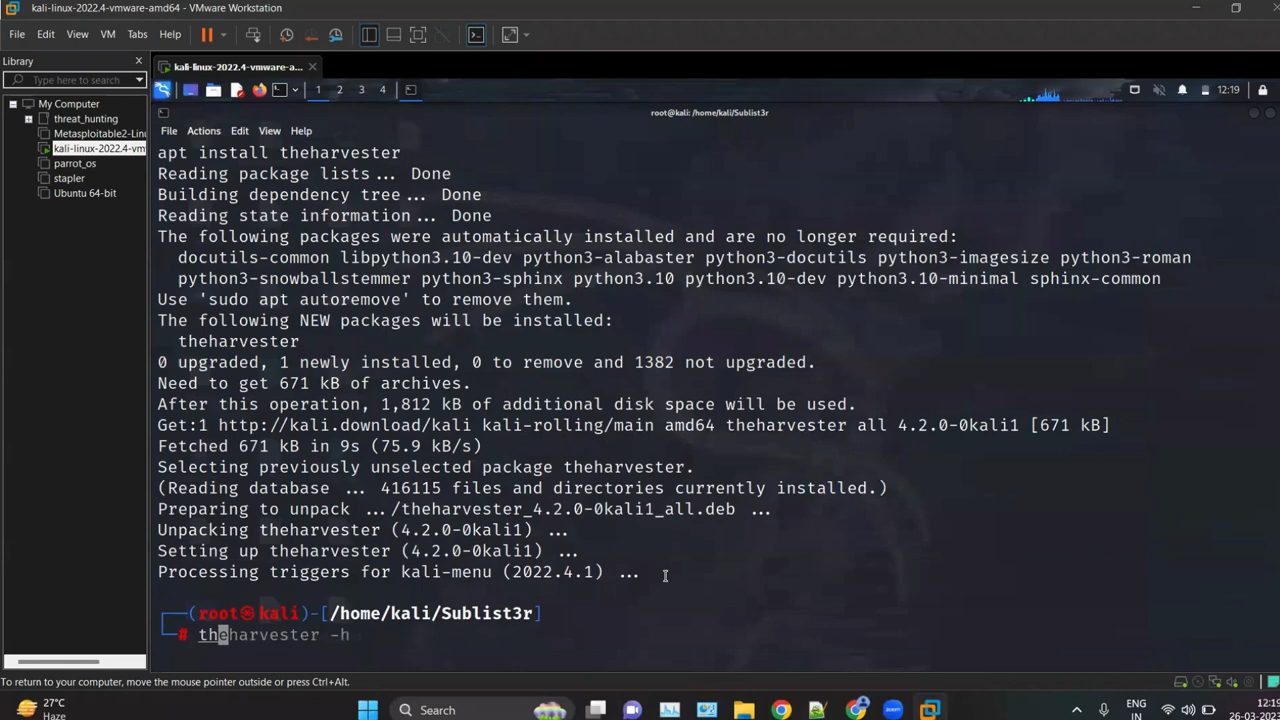 kali-linux-2022.4-vmware-amd64 - VMware Workstation
File Edit View VM Tabs Help
Library
Type here to search
My Computer
threat_hunting
Metasploitable2-Linu
kali-linux-2022.4-vm
parrot_os
stapler
Ubuntu 64-bit
kali-linux-2022.4-vmware-a...
1 2 3 4
12:19
root@kali: /home/kali/Sublist3r
File Actions Edit View Help
apt install theharvester
Reading package lists... Done
Building dependency tree... Done
Reading state information... Done
The following packages were automatically installed and are no longer required:
docutils-common libpython3.10-dev python3-alabaster python3-docutils python3-imagesize python3-roman
python3-snowballstemmer python3-sphinx python3.10 python3.10-dev python3.10-minimal sphinx-common
Use 'sudo apt autoremove' to remove them.
The following NEW packages will be installed:
theharvester
0 upgraded, 1 newly installed, 0 to remove and 1382 not upgraded.
Need to get 671 kB of archives.
After this operation, 1,812 kB of additional disk space will be used.
Get:1 http://kali.download/kali kali-rolling/main amd64 theharvester all 4.2.0-0kali1 [671 kB]
Fetched 671 kB in 9s (75.9 kB/s)
Selecting previously unselected package theharvester.
(Reading database ... 416115 files and directories currently installed.)
Preparing to unpack .../theharvester_4.2.0-0kali1_all.deb ...
Unpacking theharvester (4.2.0-0kali1) ...
Setting up theharvester (4.2.0-0kali1) ...
Processing triggers for kali-menu (2022.4.1) ...
(root㉿kali)-[/home/kali/Sublist3r]
# theharvester -h
To return to your computer, move the mouse pointer outside or press Ctrl+Alt.
27°C
Haze
Search
ENG
IN
12:19
26-03-2023